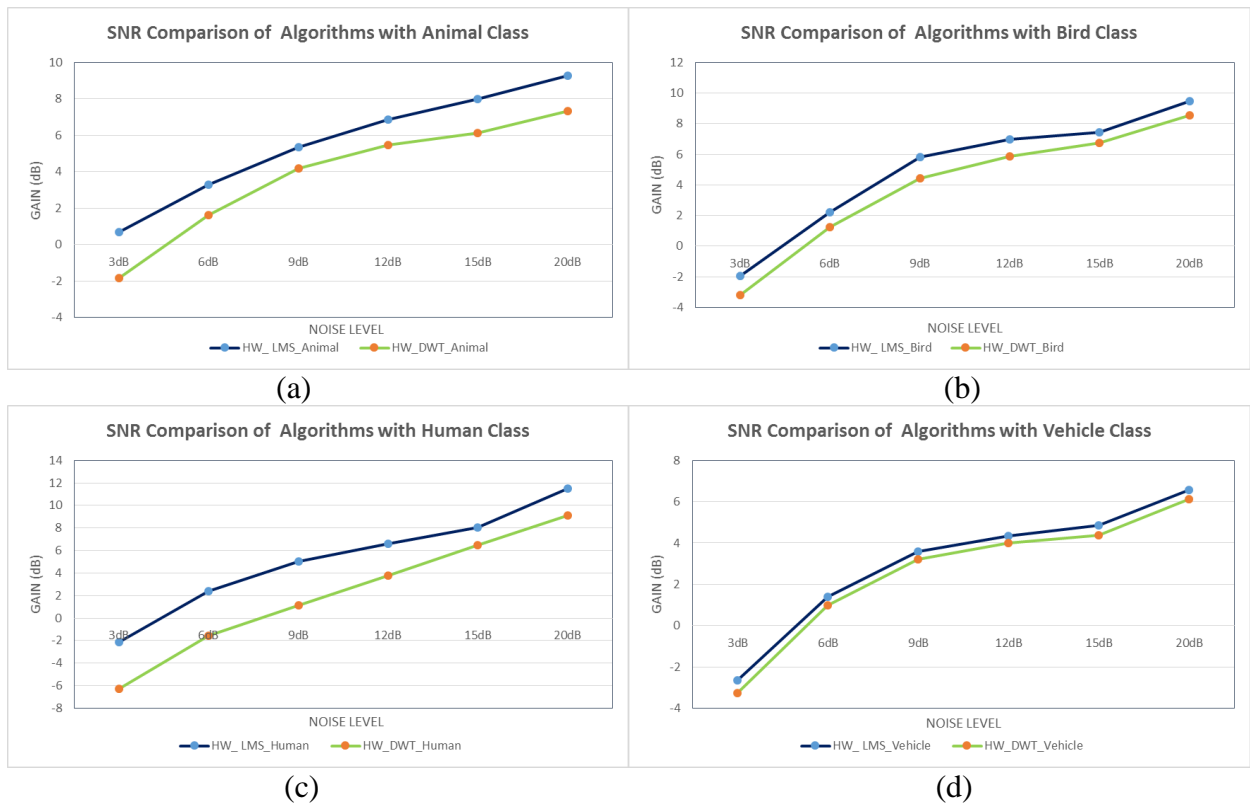 SNR Comparison of Algorithms with Animal Class
10
8
6
4
2
0
-2
-4
GAIN (dB)
3dB 6dB 9dB 12dB 15dB 20dB
NOISE LEVEL
HW_ LMS_Animal HW_DWT_Animal
(a)
SNR Comparison of Algorithms with Bird Class
12
10
8
6
4
2
0
-2
-4
GAIN (dB)
3dB 6dB 9dB 12dB 15dB 20dB
NOISE LEVEL
HW_ LMS_Bird HW_DWT_Bird
(b)
SNR Comparison of Algorithms with Human Class
14
12
10
8
6
4
2
0
-2
-4
-6
-8
GAIN (dB)
3dB 6dB 9dB 12dB 15dB 20dB
NOISE LEVEL
HW_ LMS_Human HW_DWT_Human
(c)
SNR Comparison of Algorithms with Vehicle Class
8
6
4
2
0
-2
-4
GAIN (dB)
3dB 6dB 9dB 12dB 15dB 20dB
NOISE LEVEL
HW_ LMS_Vehicle HW_DWT_Vehicle
(d)